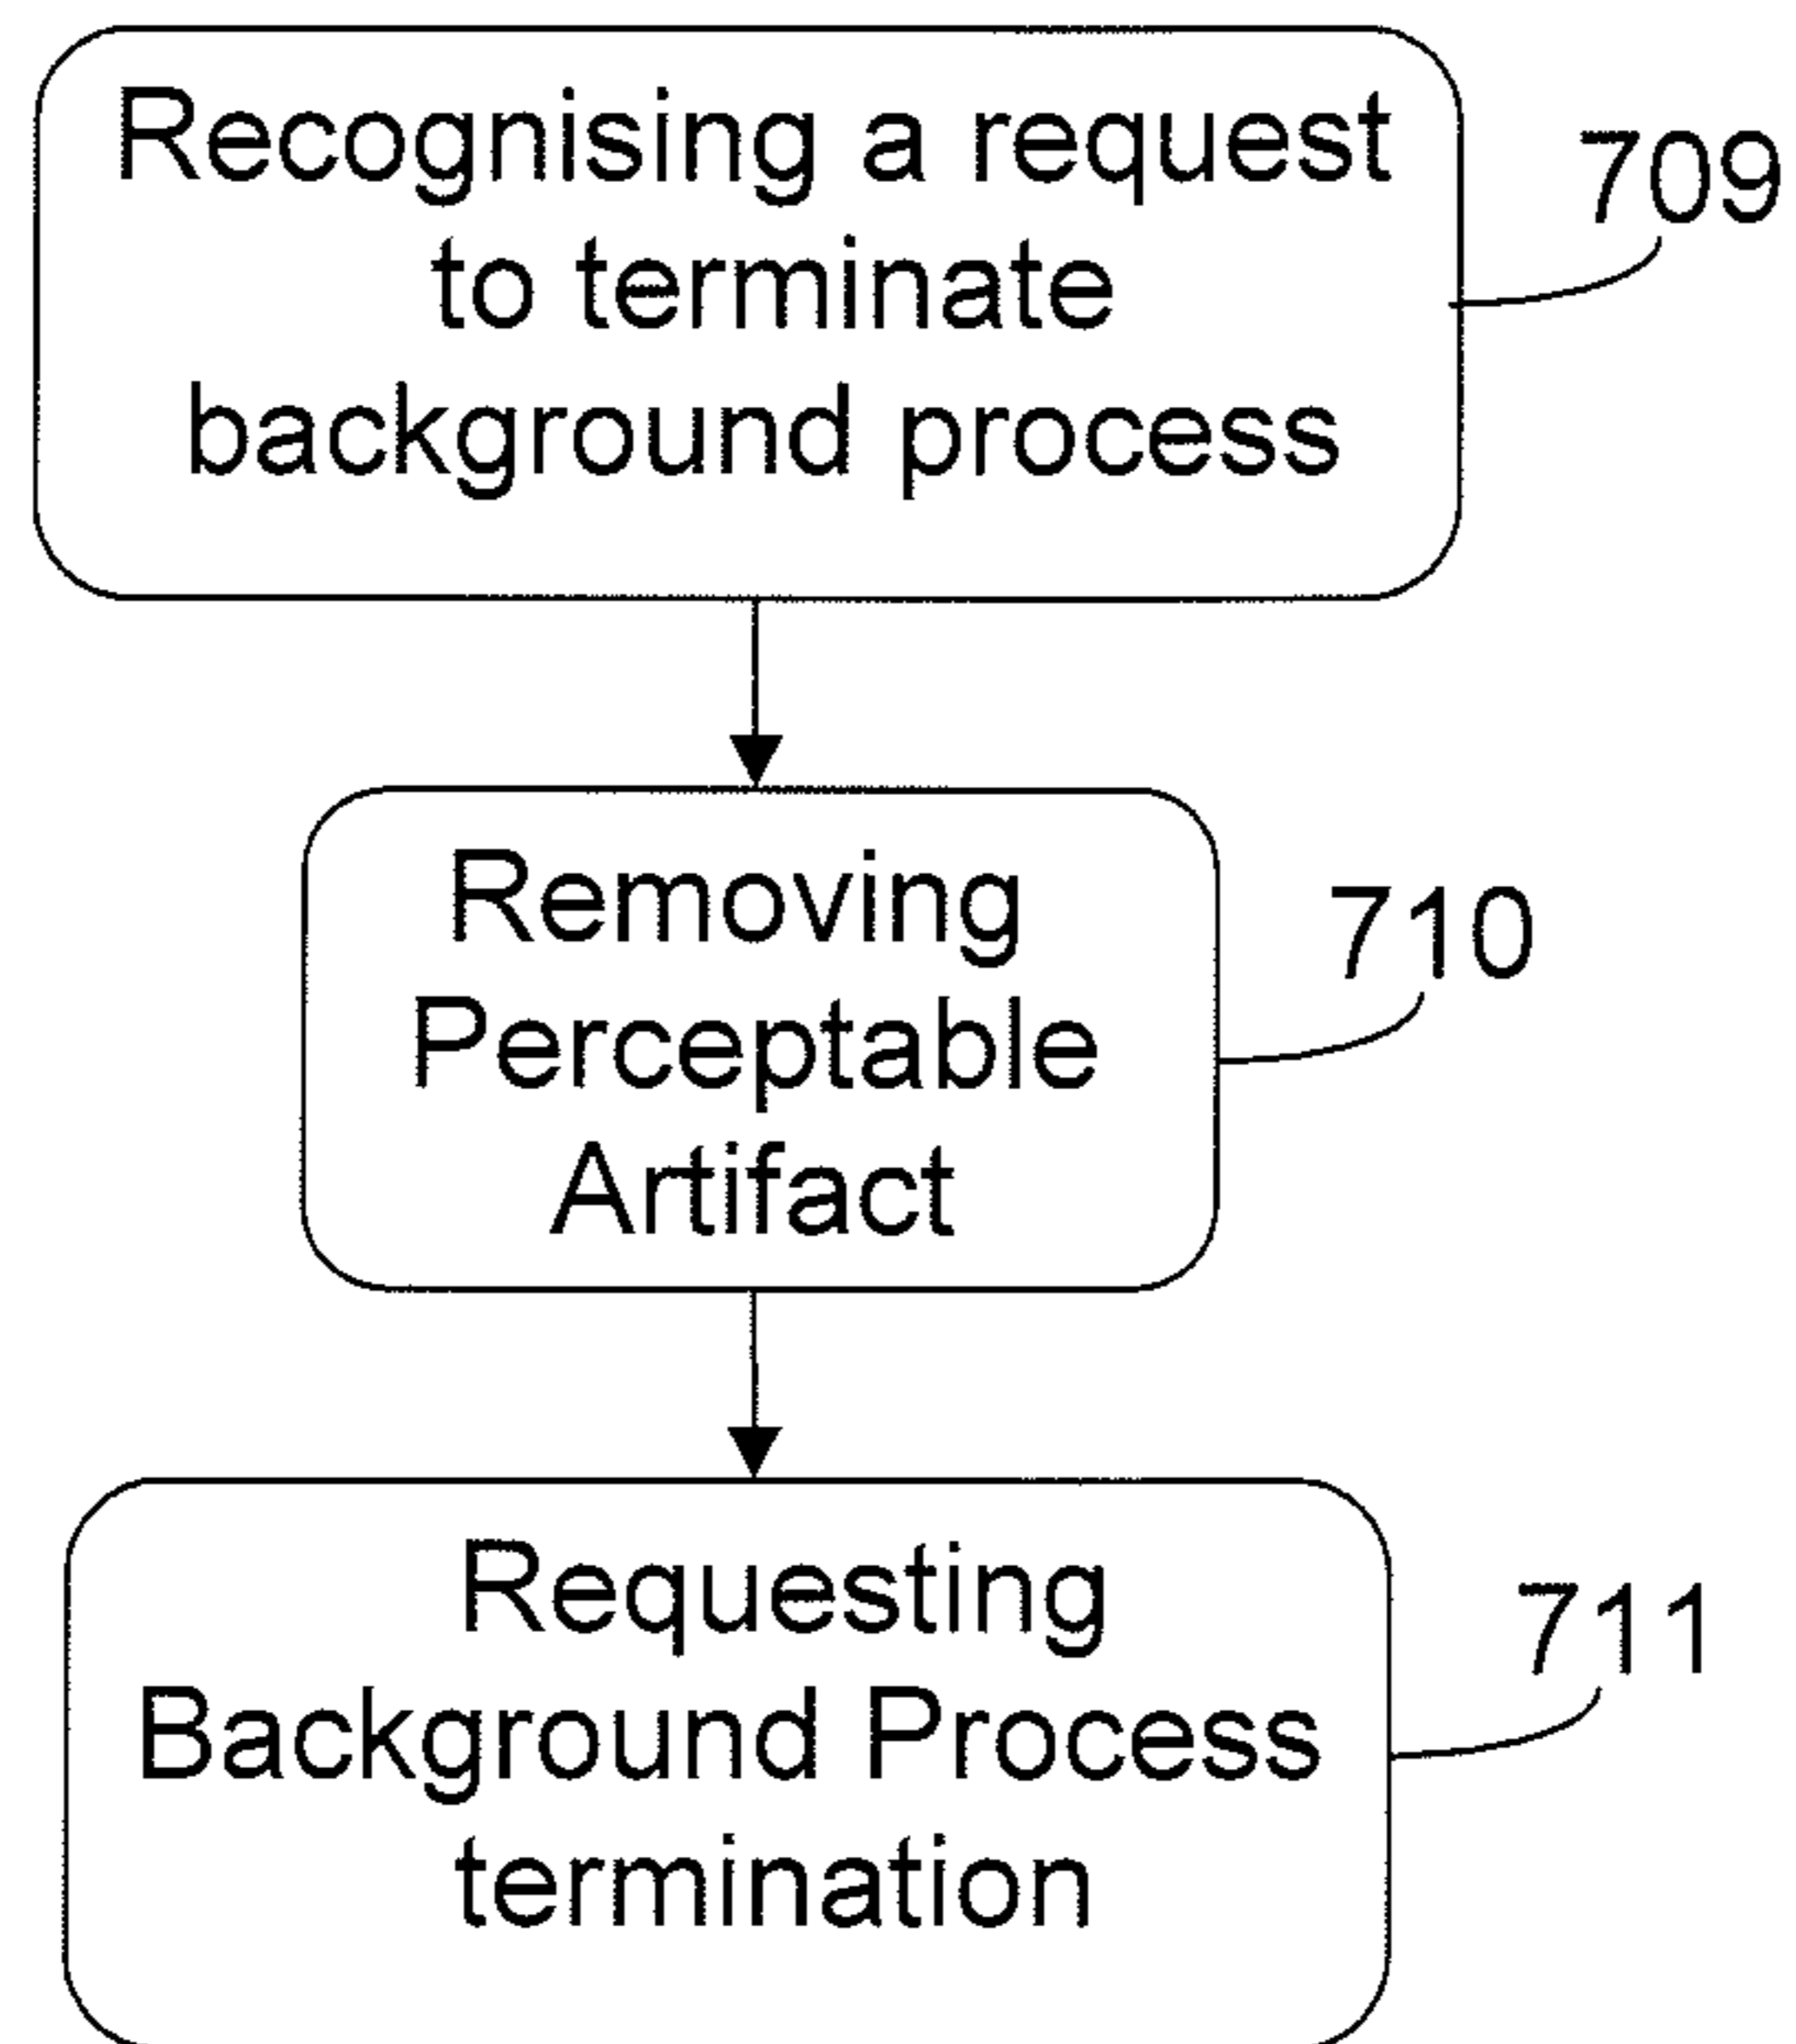 Recognising a request
to terminate
background process
709
Removing
Perceptable
Artifact
710
Requesting
Background Process
termination
711